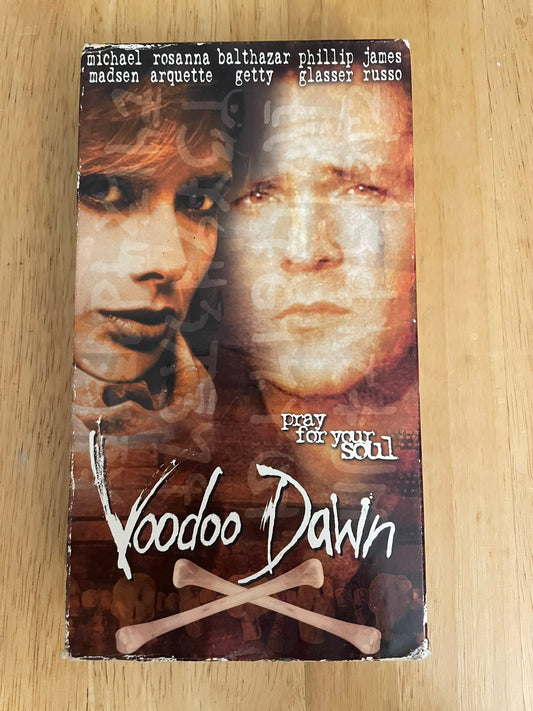 michael rosanna balthazar phillip james
madsen arquette getty glasser russo
pray
for your
soul
Voodoo Dawn